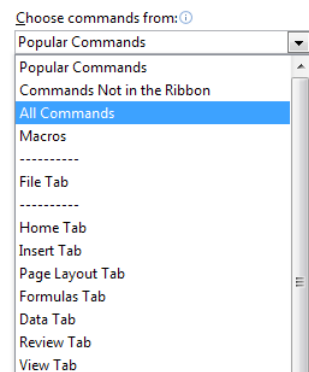 Choose commands from:
Popular Commands
Popular Commands
Commands Not in the Ribbon
All Commands
Macros
----------
File Tab
----------
Home Tab
Insert Tab
Page Layout Tab
Formulas Tab
Data Tab
Review Tab
View Tab